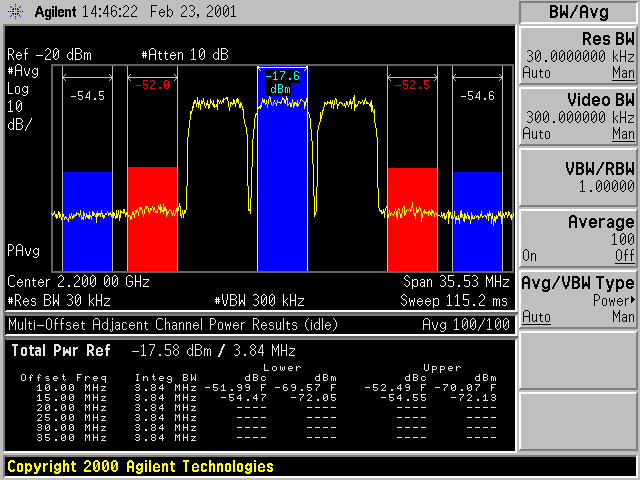 Agilent 14:46:22 Feb 23, 2001
BW/Avg
Ref -20 dBm #Atten 10 dB
#Avg
Log
10
dB/
-54.5
-52.0
-17.6
dBm
-52.5
-54.6
PAvg
Center 2.200 00 GHz Span 35.53 MHz
#Res BW 30 kHz #VBW 300 kHz Sweep 115.2 ms
Multi-Offset Adjacent Channel Power Results (idle) Avg 100/100
Total Pwr Ref -17.58 dBm / 3.84 MHz
Lower Upper
Offset Freq Integ BW dBc dBm dBc dBm
10.00 MHz 3.84 MHz -51.99 -69.57 F -52.49 -70.07 F
15.00 MHz 3.84 MHz -54.47 -72.05 -54.55 -72.13
20.00 MHz 3.84 MHz ---- ---- ---- ----
25.00 MHz 3.84 MHz ---- ---- ---- ----
30.00 MHz 3.84 MHz ---- ---- ---- ----
35.00 MHz 3.84 MHz ---- ---- ---- ----
Res BW
30.0000000 kHz
Auto Man
Video BW
300.000000 kHz
Auto Man
VBW/RBW
1.00000
Average
100
On Off
Avg/VBW Type
Power
Auto Man
Copyright 2000 Agilent Technologies